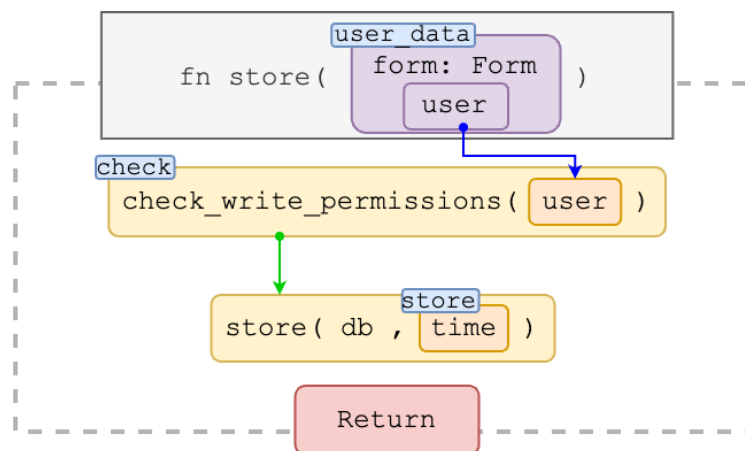 user_data
fn store( form: Form )
user
check
check_write_permissions( user )
store
store( db , time )
Return